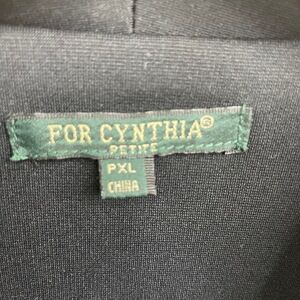 FOR CYNTHIA®
PETITE
PXL
CHINA